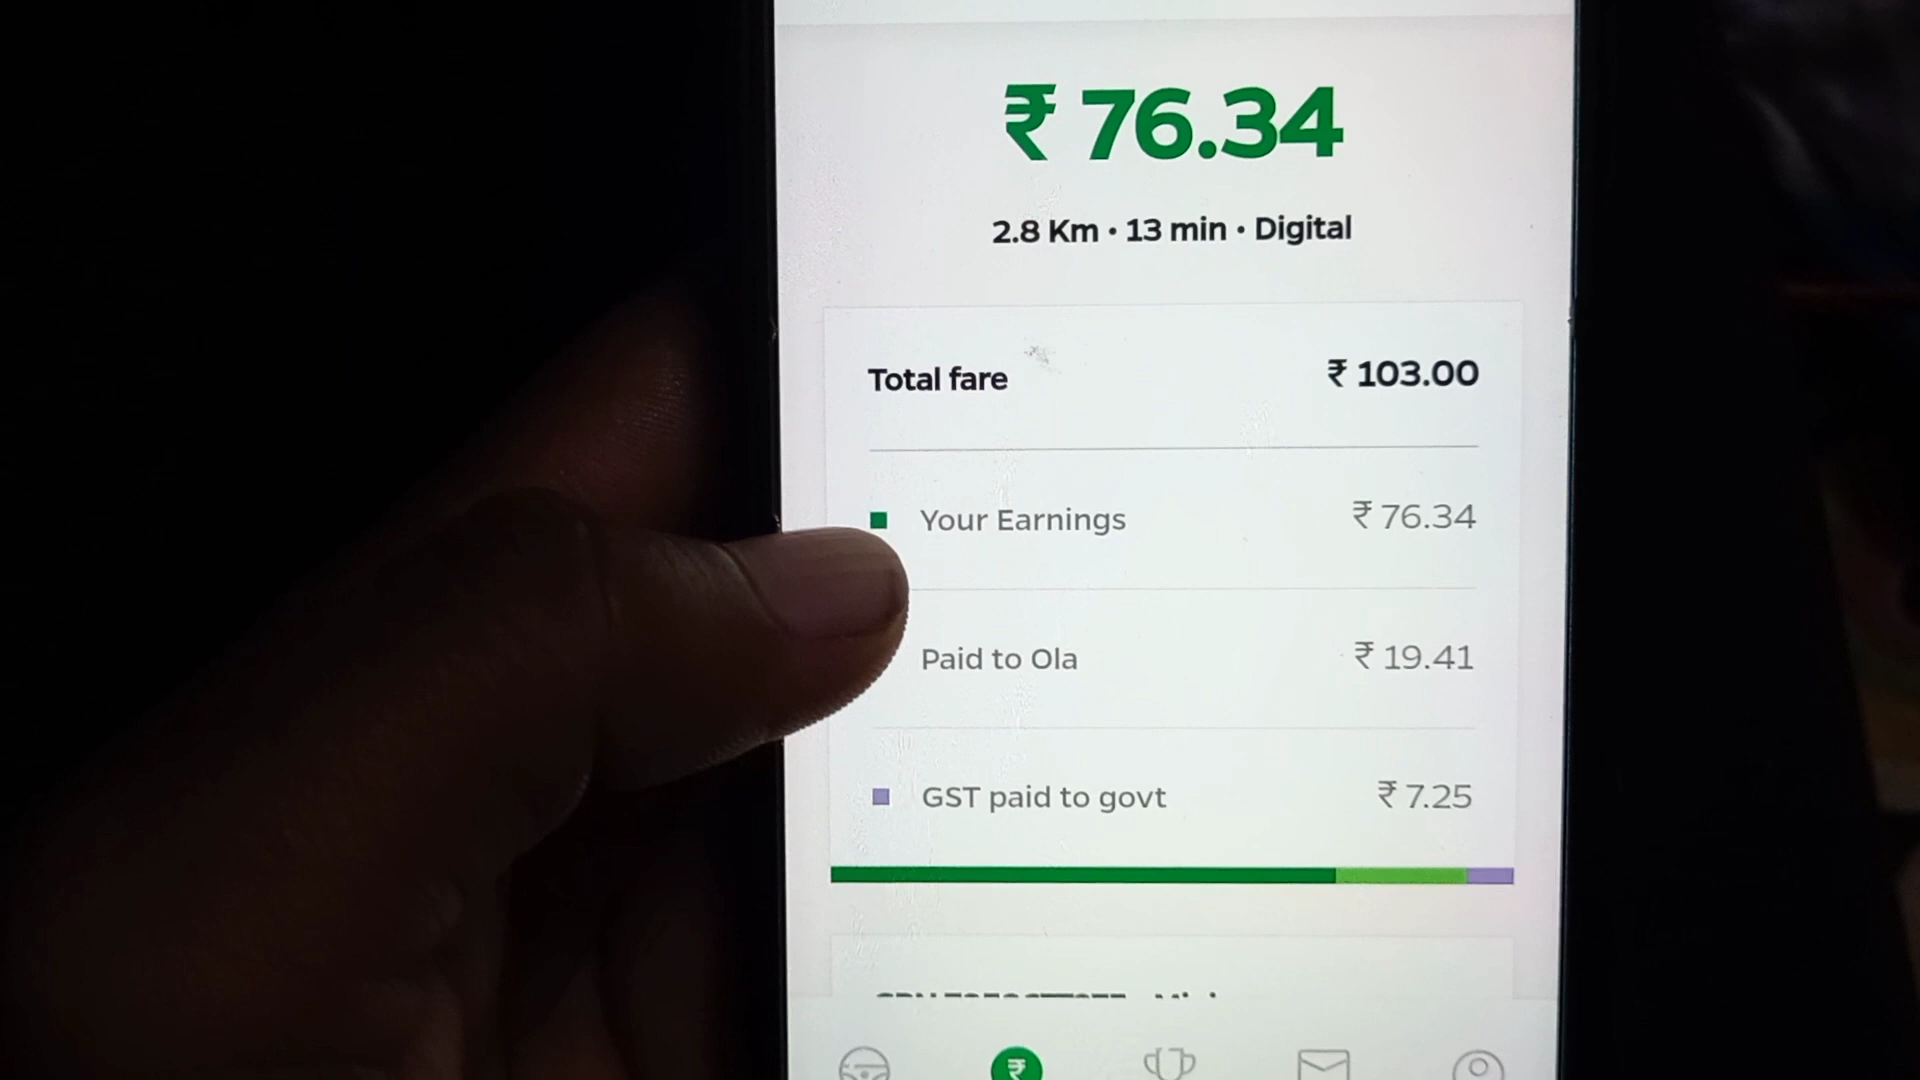 ₹ 76.34
2.8 Km • 13 min • Digital
Total fare ₹ 103.00
Your Earnings ₹ 76.34
Paid to Ola ₹ 19.41
GST paid to govt ₹ 7.25
₹